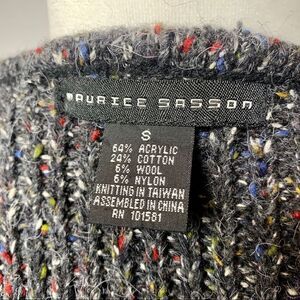 MAURICE SASSON
S
64% ACRYLIC
24% COTTON
6% WOOL
6% NYLON
KNITTING IN TAIWAN
ASSEMBLED IN CHINA
RN 101581